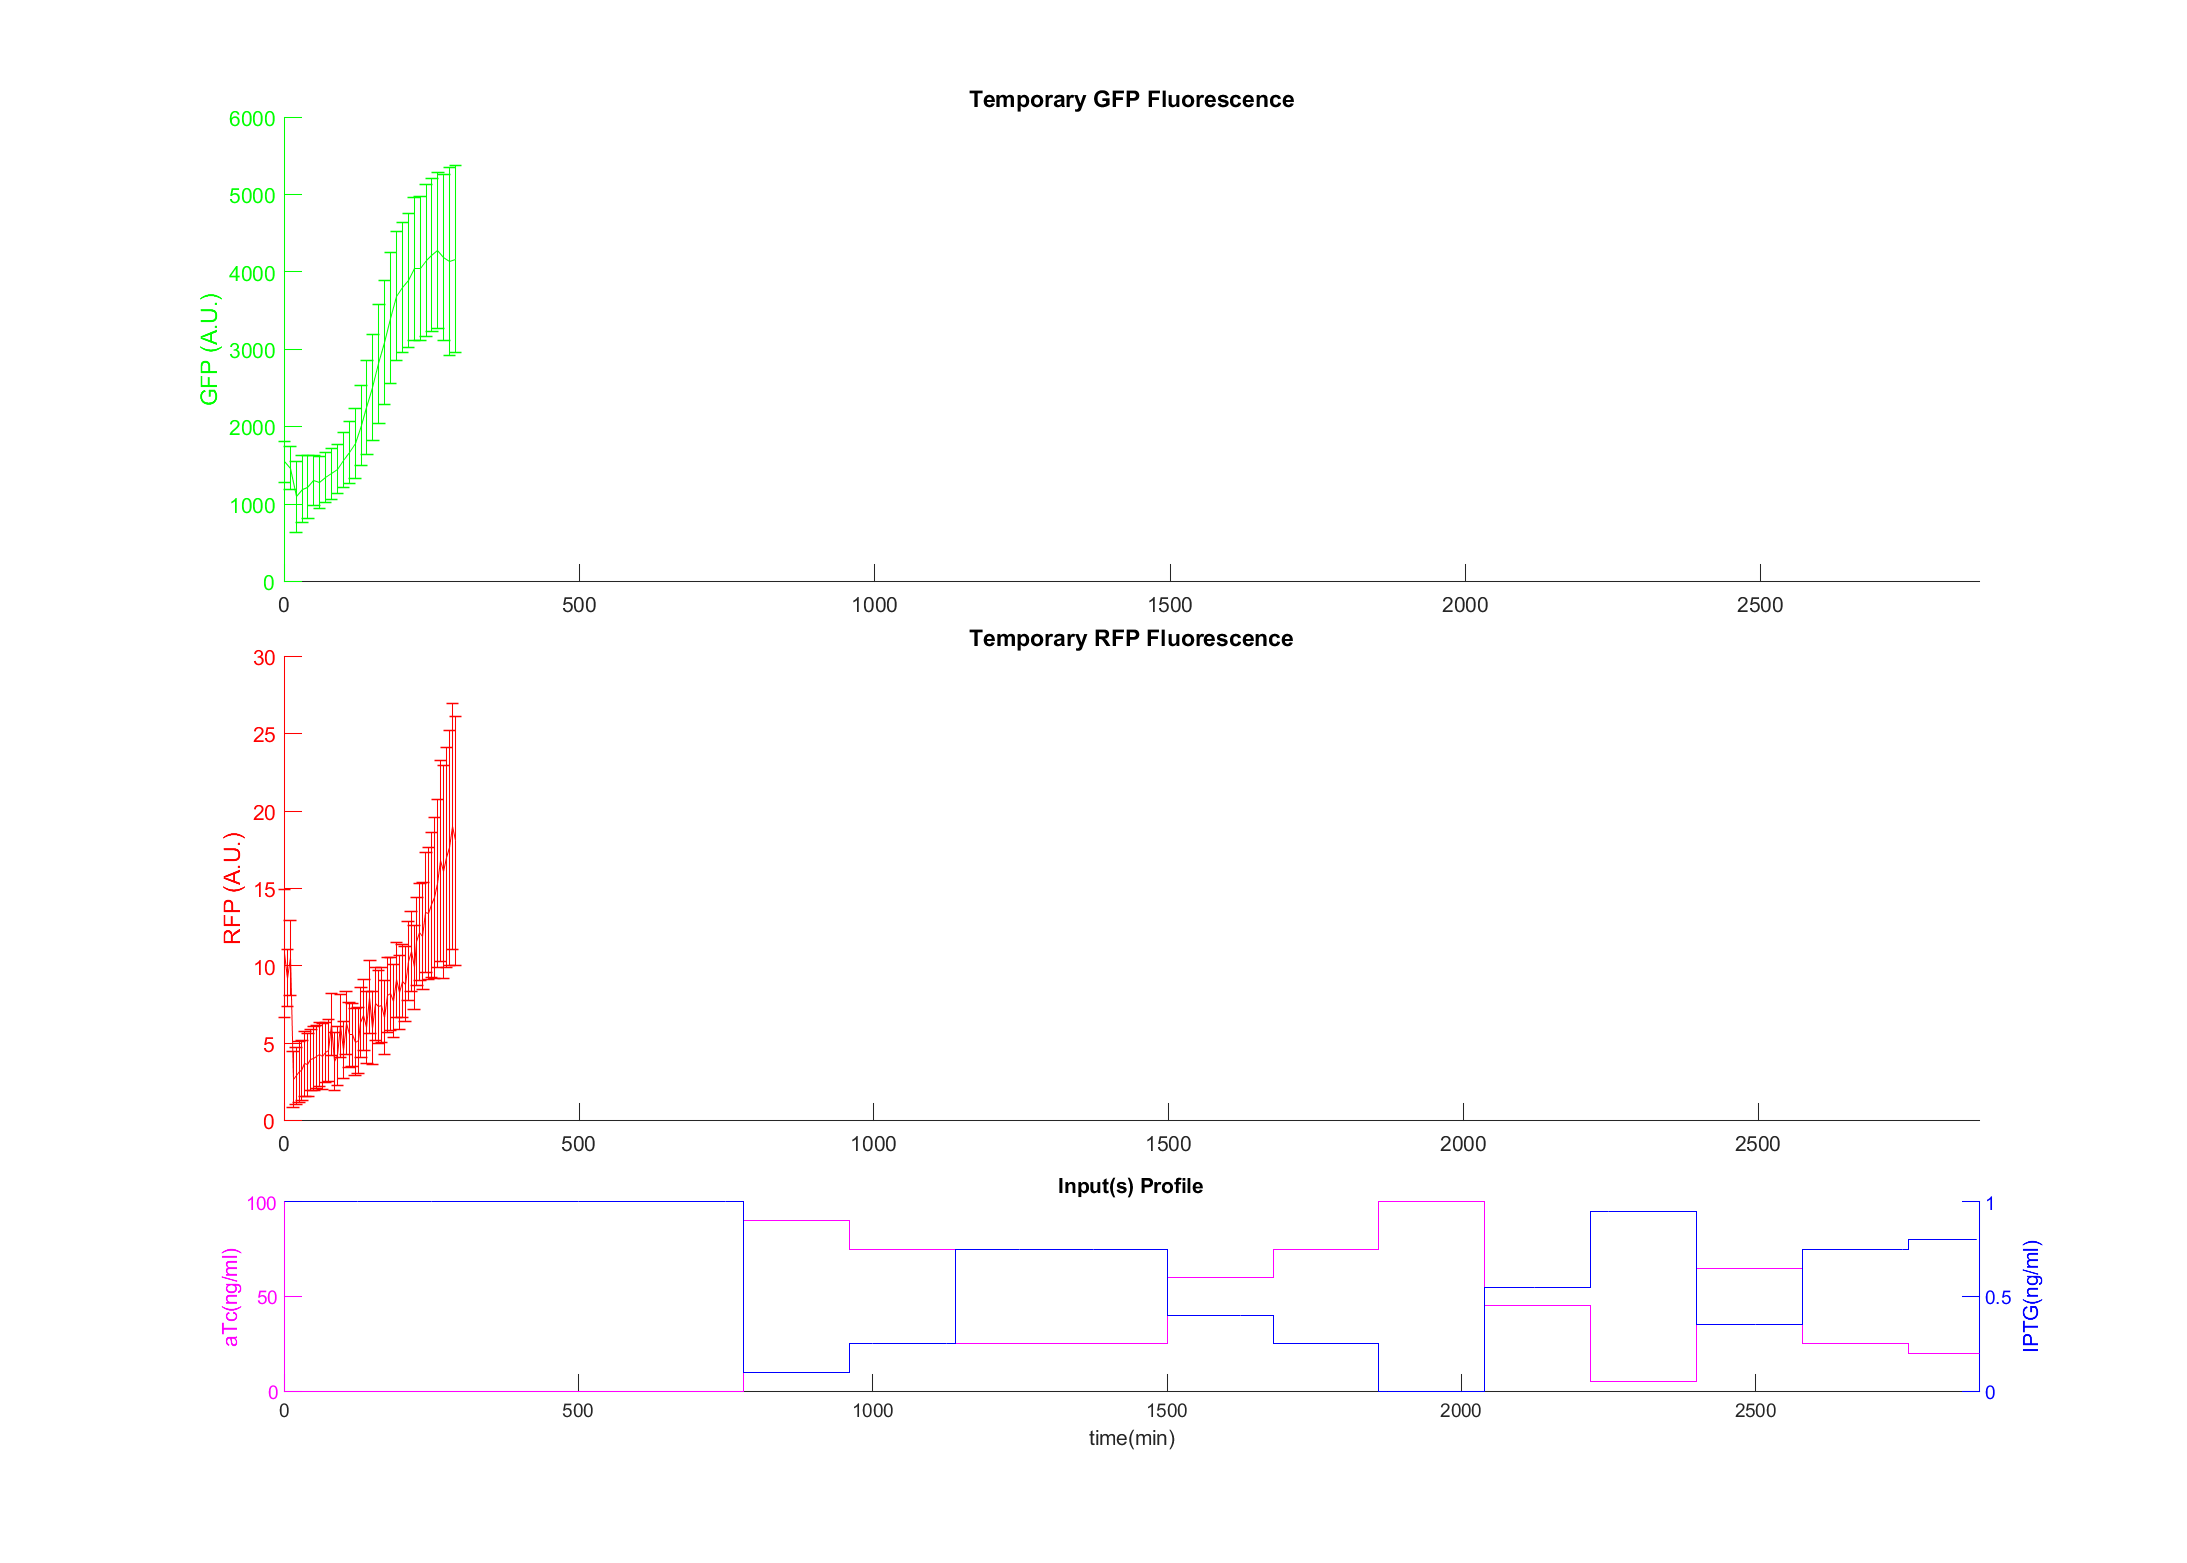 Temporary GFP Fluorescence
6000
5000
4000
3000
2000
1000
0
GFP (A.U.)
0 500 1000 1500 2000 2500
Temporary RFP Fluorescence
30
25
20
15
10
5
0
RFP (A.U.)
0 500 1000 1500 2000 2500
Input(s) Profile
100
50
0
aTc(ng/ml)
1
0.5
0
IPTG(ng/ml)
0 500 1000 1500 2000 2500
time(min)